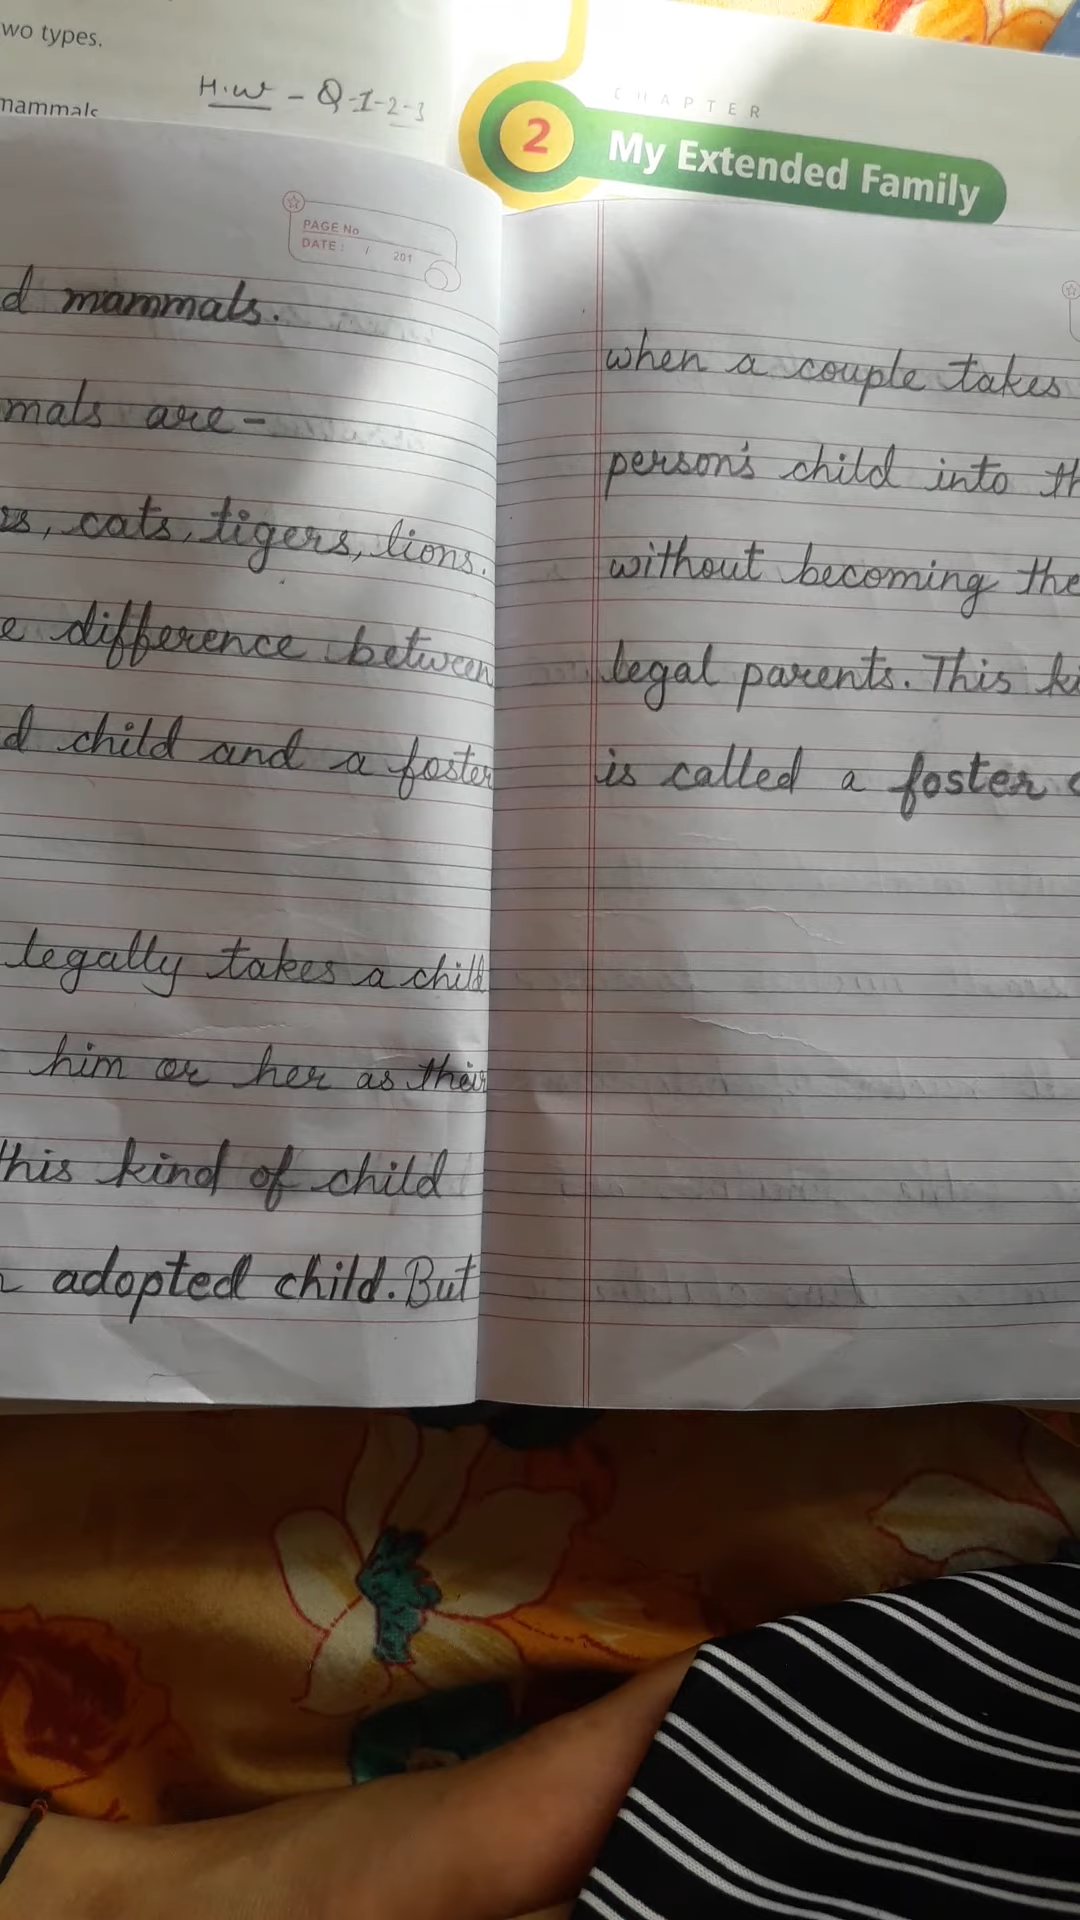 wo types.
H.W - Q-1-2-3
mammals
CHAPTER
2
My Extended Family
PAGE No
DATE: / 201
d mammals.
mals are-
rs, cats, tigers, lions.
e difference between
d child and a foster
legally takes a child
him or her as their
this kind of child
adopted child. But
when a couple takes
person's child into th
without becoming the
legal parents. This ki
is called a foster c